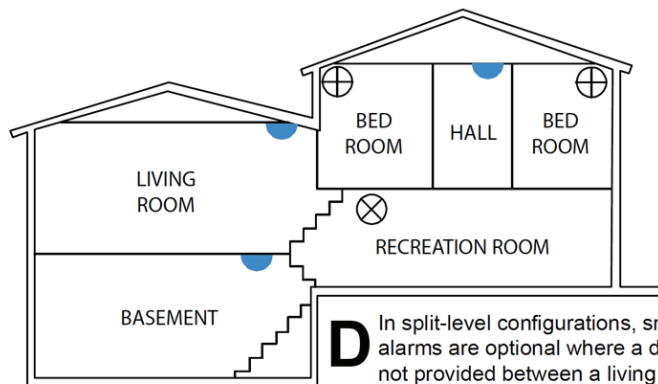 BED
ROOM
HALL
BED
ROOM
LIVING
ROOM
RECREATION ROOM
BASEMENT
D
In split-level configurations,
alarms are optional where a
not provided between a living